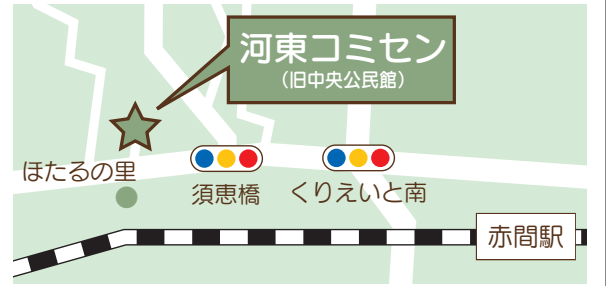 河東コミセン
（旧中央公民館）
ほたるの里
須恵橋
くりえいと南
赤間駅